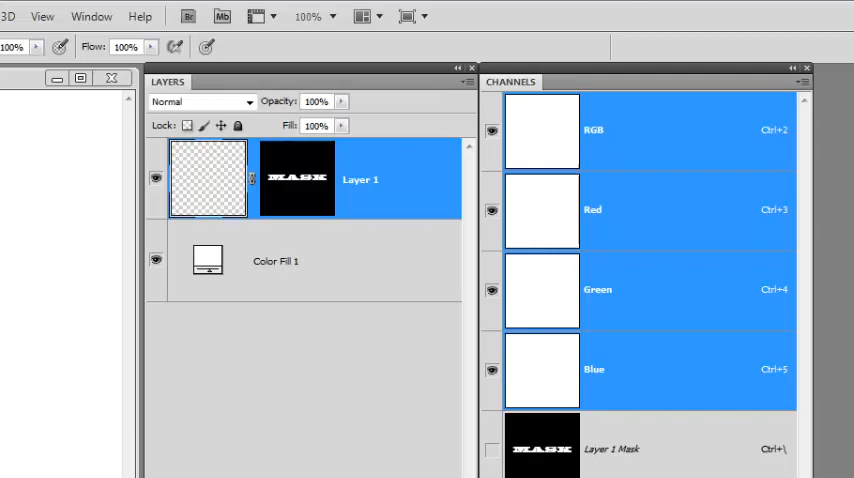 3D View Window Help Br Mb 100%
100% Flow: 100%
LAYERS
Normal Opacity: 100%
Lock: Fill: 100%
MASK Layer 1
Color Fill 1
CHANNELS
RGB Ctrl+2
Red Ctrl+3
Green Ctrl+4
Blue Ctrl+5
MASK Layer 1 Mask Ctrl+\